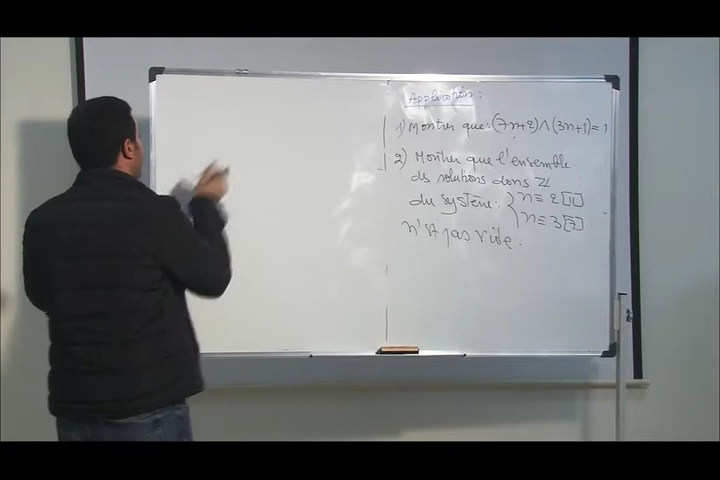 Application :
1) Montrer que : (7n+2) ∧ (3n+1) = 1
2) Montrer que l'ensemble
des solutions dans ℤ
du système : { n ≡ 2 [11]
n ≡ 3 [7]
n'est pas vide .